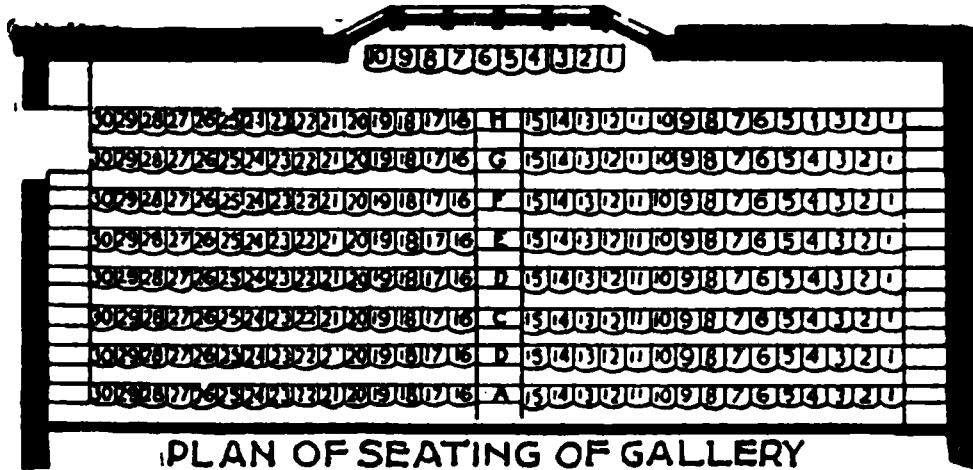 10 9 8 7 6 5 4 3 2 1
30 29 28 27 26 25 24 23 22 21 20 19 18 17 16 H 15 14 13 12 11 10 9 8 7 6 5 4 3 2 1
30 29 28 27 26 25 24 23 22 21 20 19 18 17 16 G 15 14 13 12 11 10 9 8 7 6 5 4 3 2 1
30 29 28 27 26 25 24 23 22 21 20 19 18 17 16 F 15 14 13 12 11 10 9 8 7 6 5 4 3 2 1
30 29 28 27 26 25 24 23 22 21 20 19 18 17 16 E 15 14 13 12 11 10 9 8 7 6 5 4 3 2 1
30 29 28 27 26 25 24 23 22 21 20 19 18 17 16 D 15 14 13 12 11 10 9 8 7 6 5 4 3 2 1
30 29 28 27 26 25 24 23 22 21 20 19 18 17 16 C 15 14 13 12 11 10 9 8 7 6 5 4 3 2 1
30 29 28 27 26 25 24 23 22 21 20 19 18 17 16 B 15 14 13 12 11 10 9 8 7 6 5 4 3 2 1
30 29 28 27 26 25 24 23 22 21 20 19 18 17 16 A 15 14 13 12 11 10 9 8 7 6 5 4 3 2 1
PLAN OF SEATING OF GALLERY